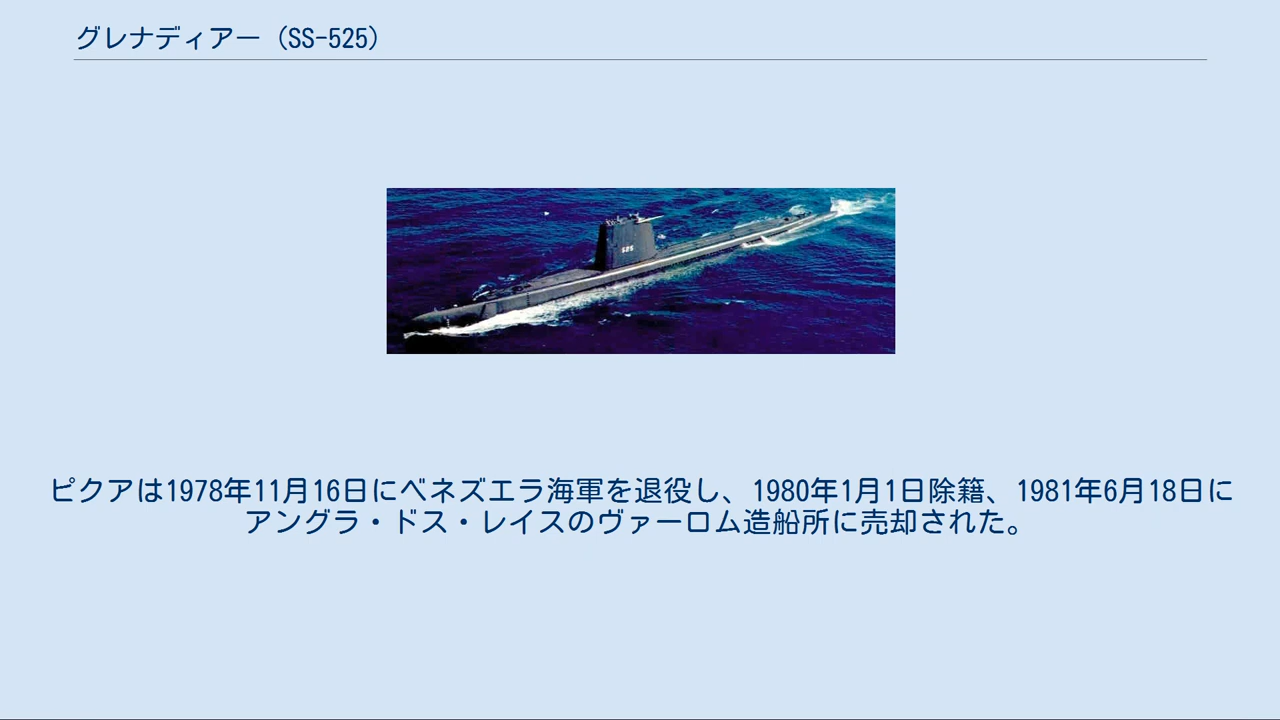 グレナディアー（SS-525）
525
ピクアは1978年11月16日にベネズエラ海軍を退役し、1980年1月1日除籍、1981年6月18日に
アングラ・ドス・レイスのヴァーロム造船所に売却された。